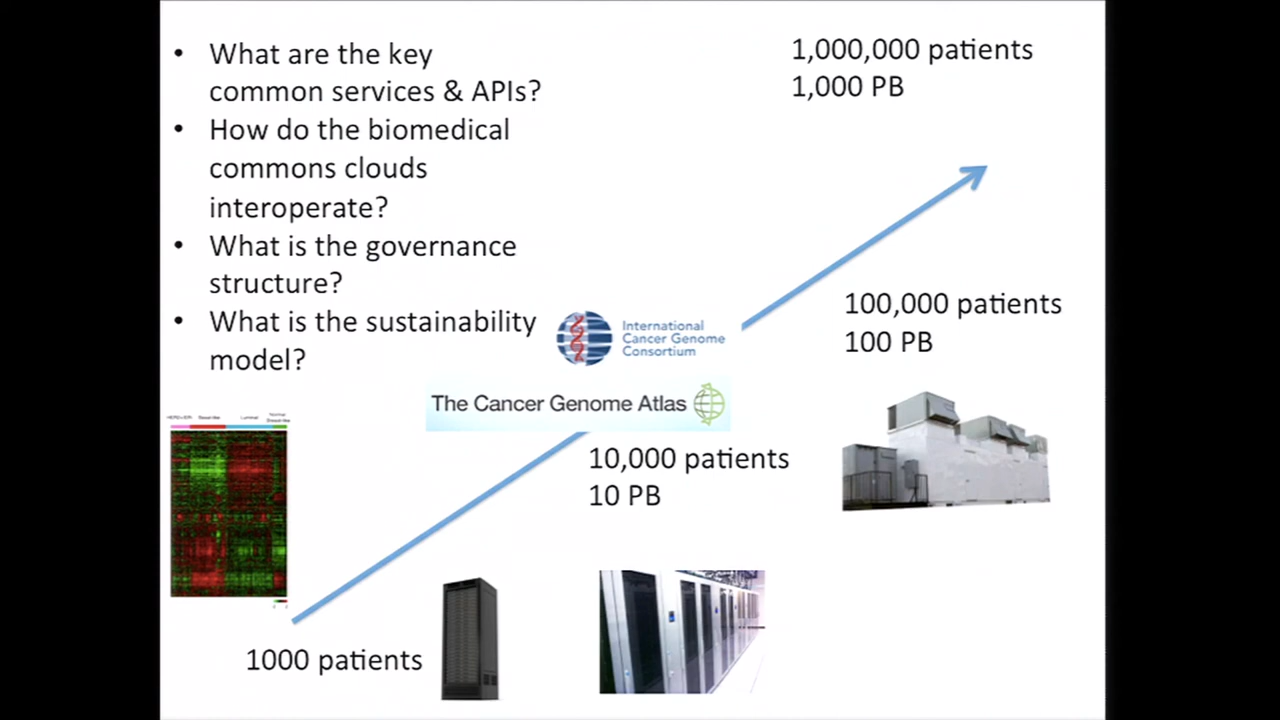 • What are the key
common services & APIs?
• How do the biomedical
commons clouds
interoperate?
• What is the governance
structure?
• What is the sustainability
model?
1,000,000 patients
1,000 PB
100,000 patients
100 PB
International
Cancer Genome
Consortium
The Cancer Genome Atlas
10,000 patients
10 PB
1000 patients